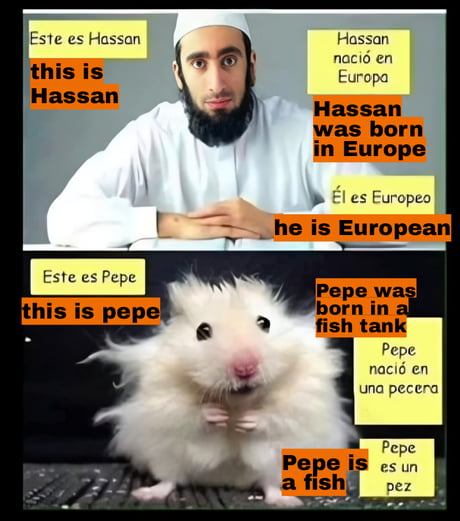 Este es Hassan
this is
Hassan
Hassan
nació en
Europa
Hassan
was born
in Europe
Él es Europeo
he is European
Este es Pepe
this is pepe
Pepe was
born in a
fish tank
Pepe
nació en
una pecera
Pepe is
a fish
Pepe
es un
pez